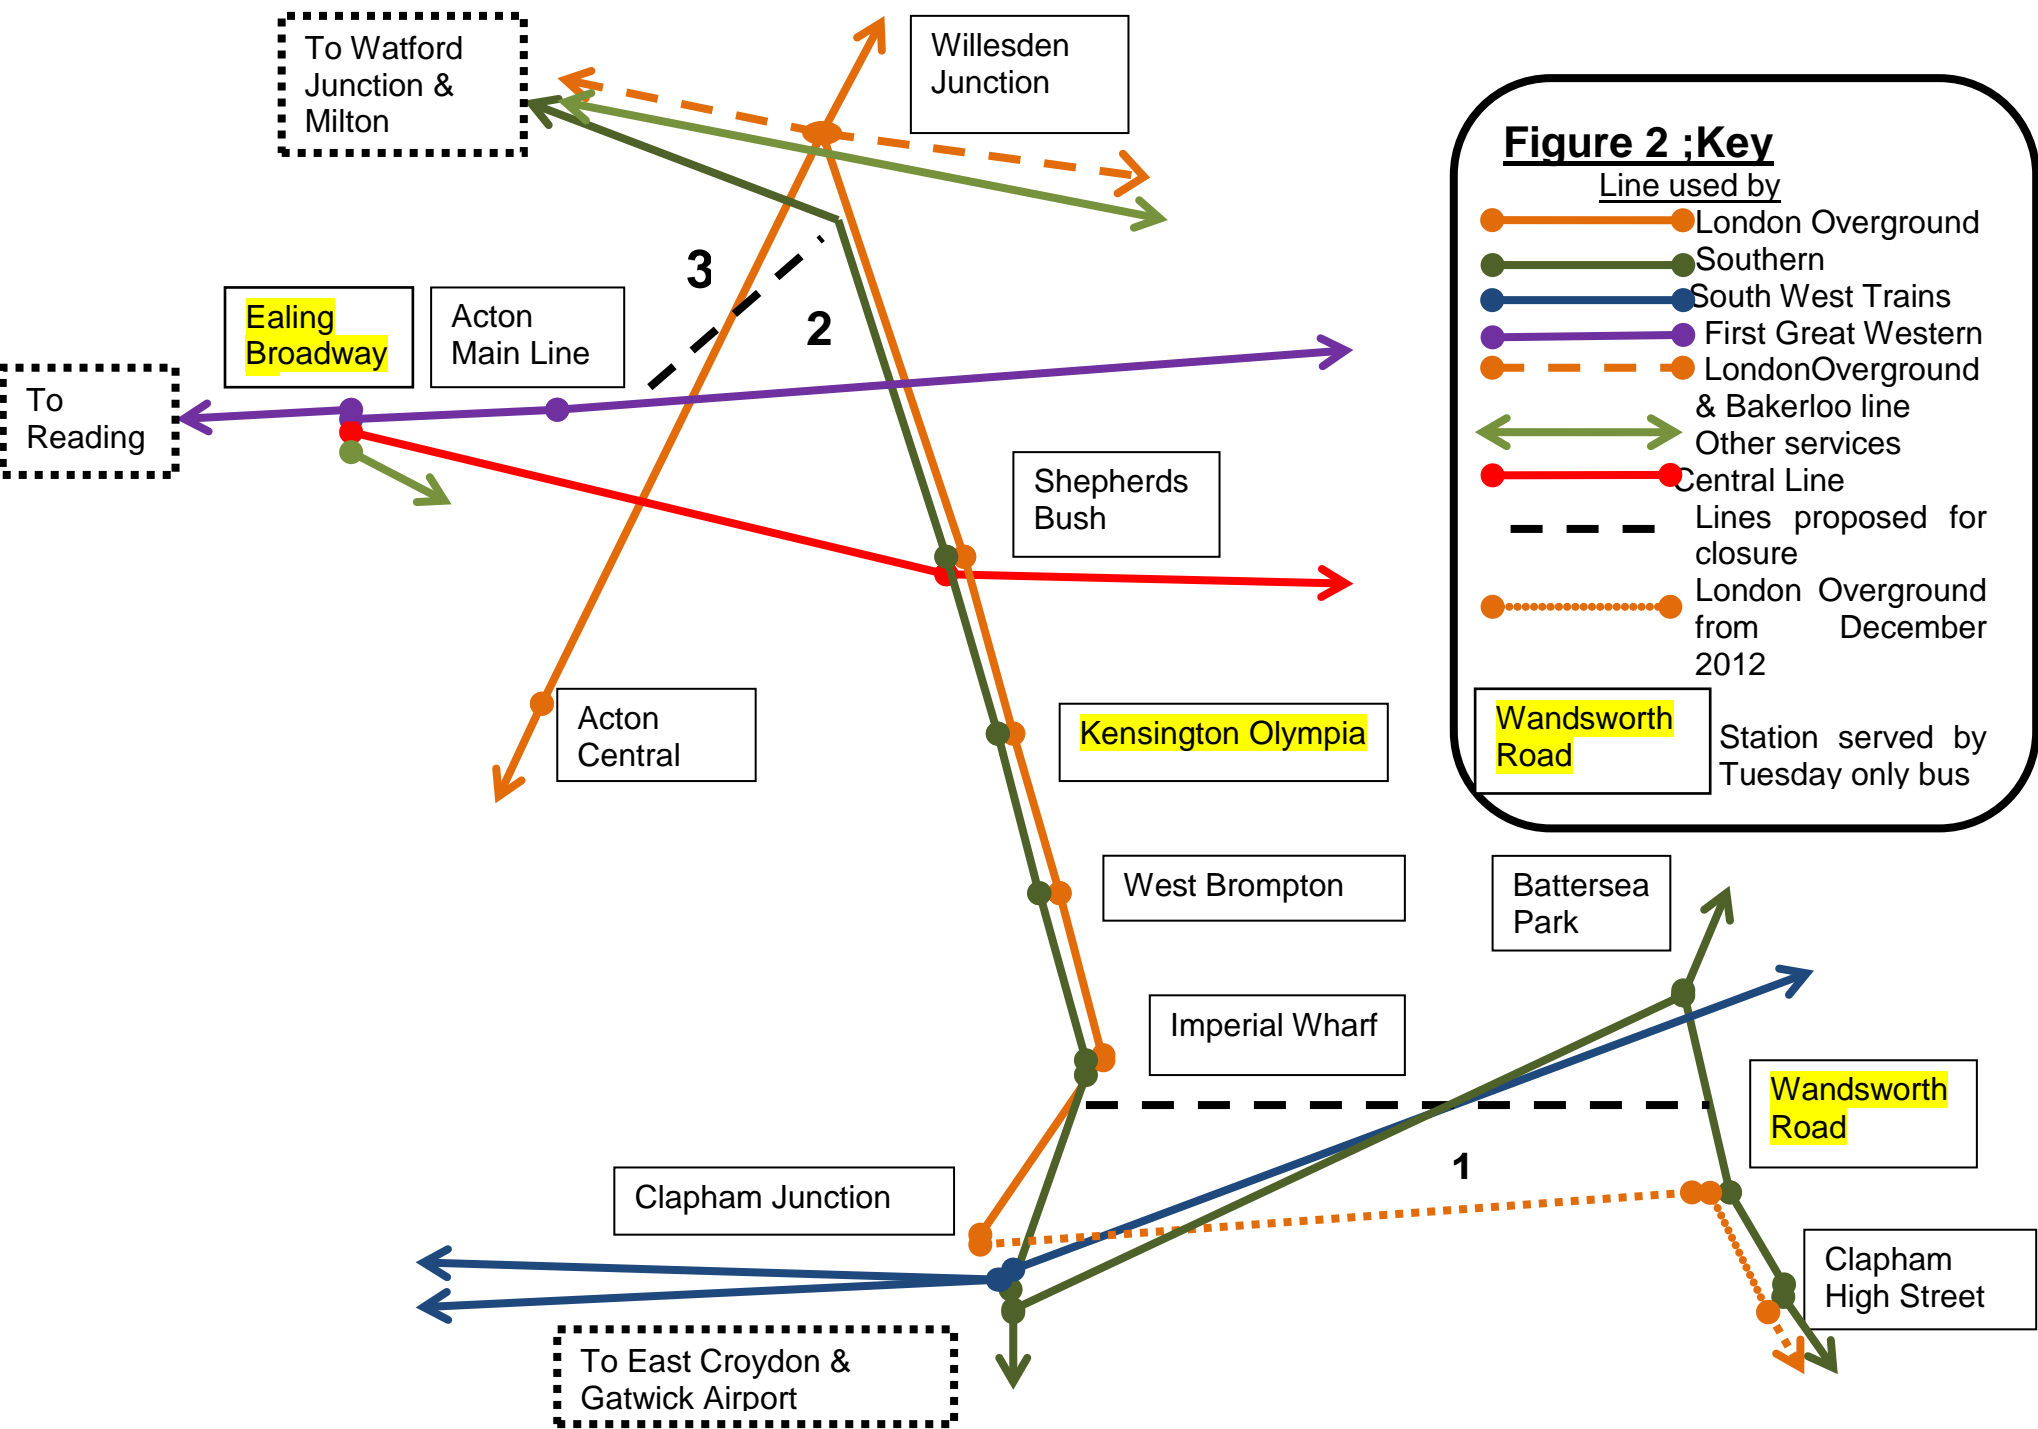 To Watford
Junction &
Milton
Willesden
Junction
3
2
Ealing
Broadway
Acton
Main Line
To
Reading
Shepherds
Bush
Acton
Central
Kensington Olympia
West Brompton
Battersea
Park
Imperial Wharf
Wandsworth
Road
1
Clapham Junction
Clapham
High Street
To East Croydon &
Gatwick Airport
Figure 2 ;Key
Line used by
London Overground
Southern
South West Trains
First Great Western
LondonOverground
& Bakerloo line
Other services
Central Line
Lines proposed for
closure
London Overground
from December
2012
Wandsworth
Road
Station served by
Tuesday only bus